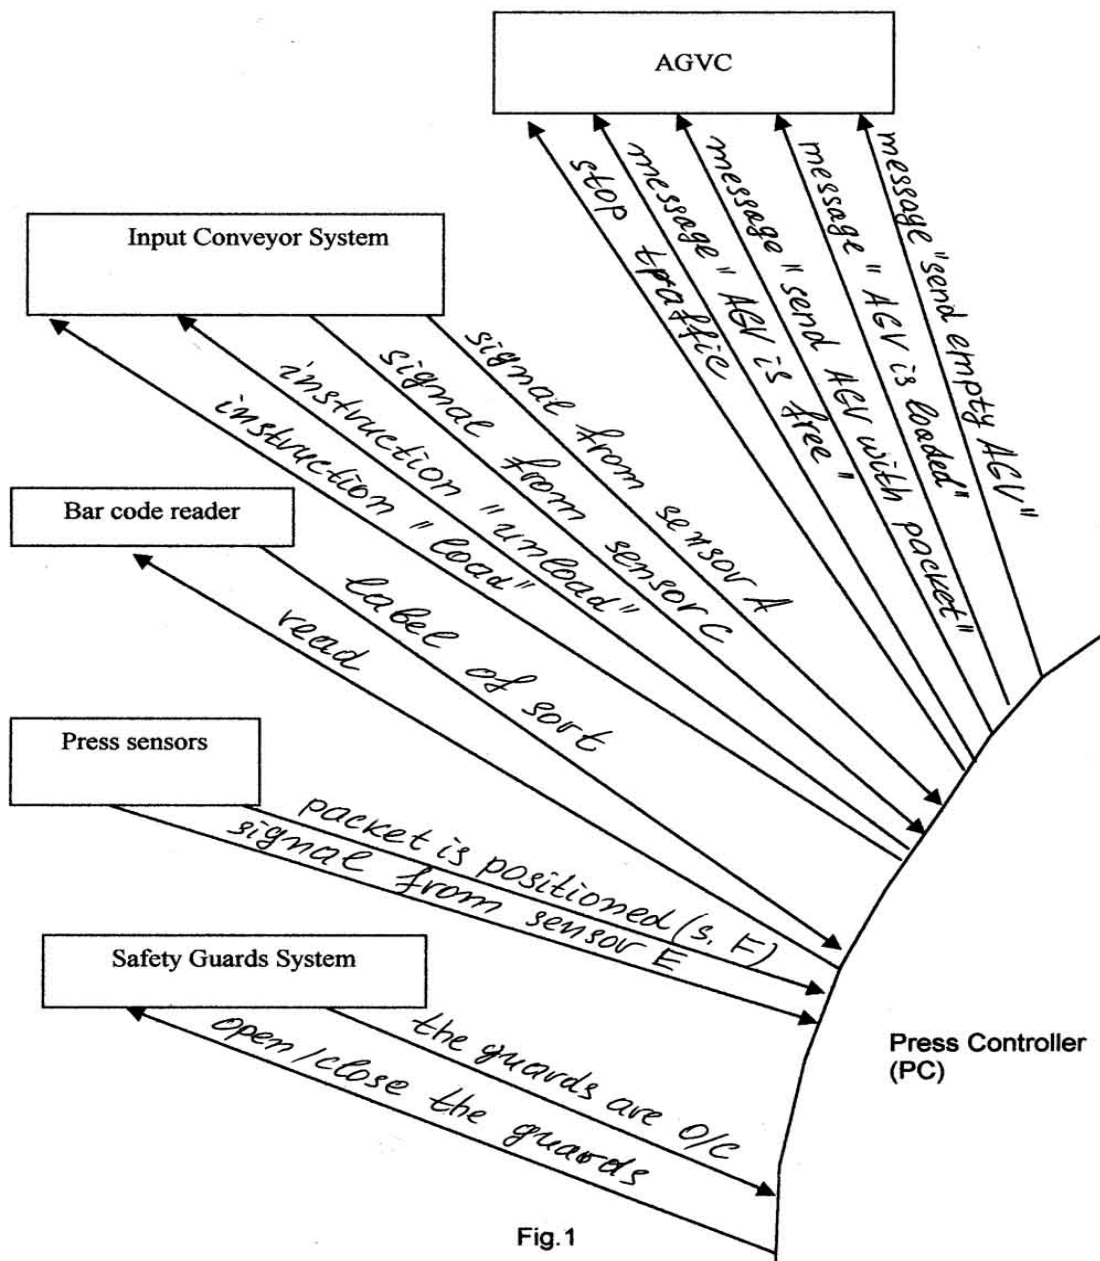 AGVC
stop traffic
message "AGV is free"
message "send AGV with packet"
message "AGV is loaded"
message "send empty AGV"
Input Conveyor System
instruction "load"
instruction "unload"
signal from sensor C
signal from sensor A
Bar code reader
read
label of sort
Press sensors
packet is positioned (s. F)
signal from sensor E
Safety Guards System
the guards are O/C
open/close the guards
Press Controller
(PC)
Fig.1